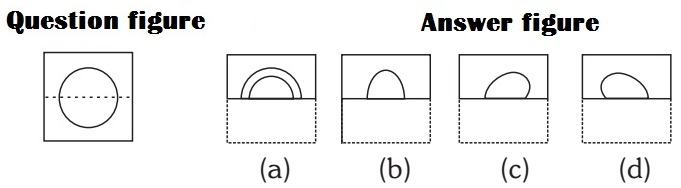 Question figure Answer figure
(a) (b) (c) (d)